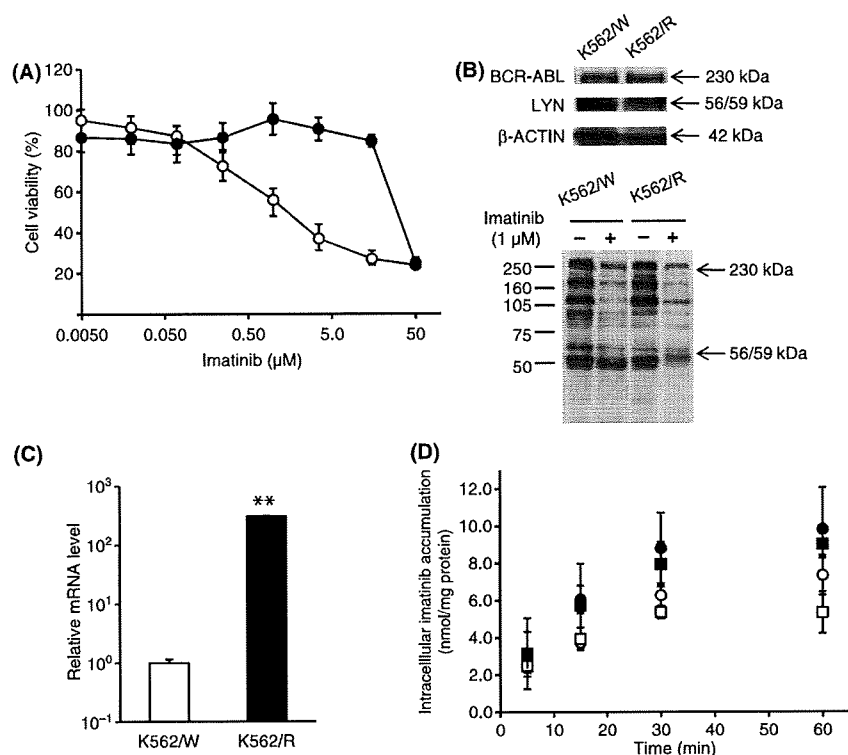 (A)
120
100
80
60
40
20
Cell viability (%)
0.0050 0.050 0.50 5.0 50
Imatinib (µM)
(B)
K562/W K562/R
BCR-ABL 230 kDa
LYN 56/59 kDa
β-ACTIN 42 kDa
K562/W K562/R
Imatinib
(1 µM) – + – +
250 230 kDa
160
105
75
50 56/59 kDa
(C)
10³
10²
10¹
10⁰
10⁻¹
Relative mRNA level
**
K562/W K562/R
(D)
12.0
10.0
8.0
6.0
4.0
2.0
0.0
Intracelllular imatinib accumulation
(nmol/mg protein)
0 10 20 30 40 50 60
Time (min)